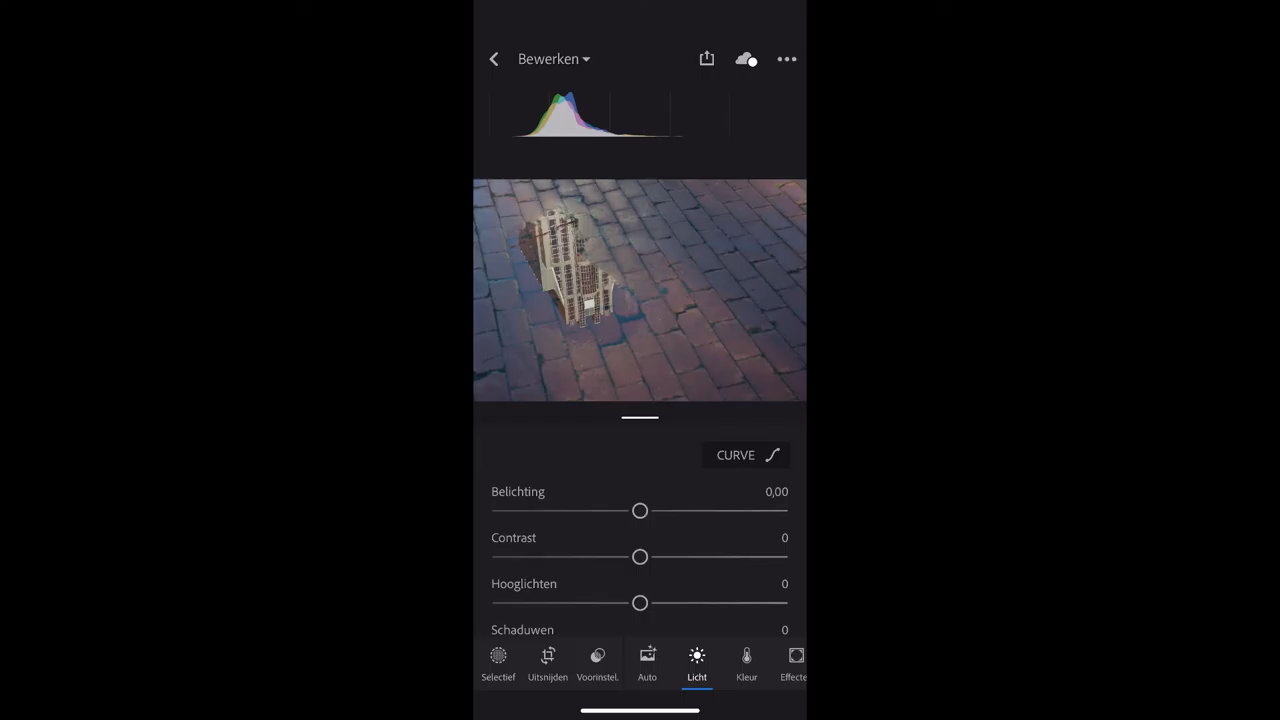 Bewerken
CURVE
Belichting 0,00
Contrast 0
Hooglichten 0
Schaduwen 0
Selectief Uitsnijden Voorinstel. Auto Licht Kleur Effecte